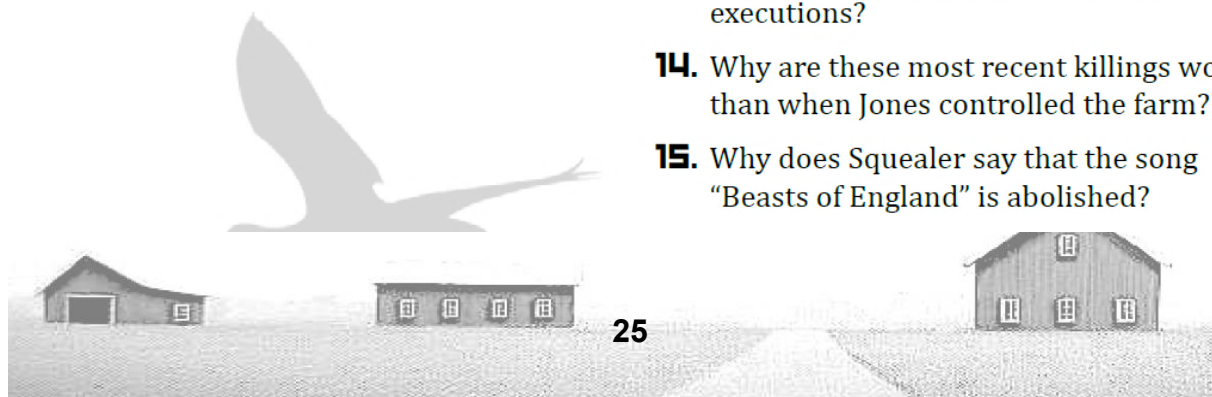 executions?
14. Why are these most recent killings
than when Jones controlled the farm?
15. Why does Squealer say that the song
“Beasts of England” is abolished?
25